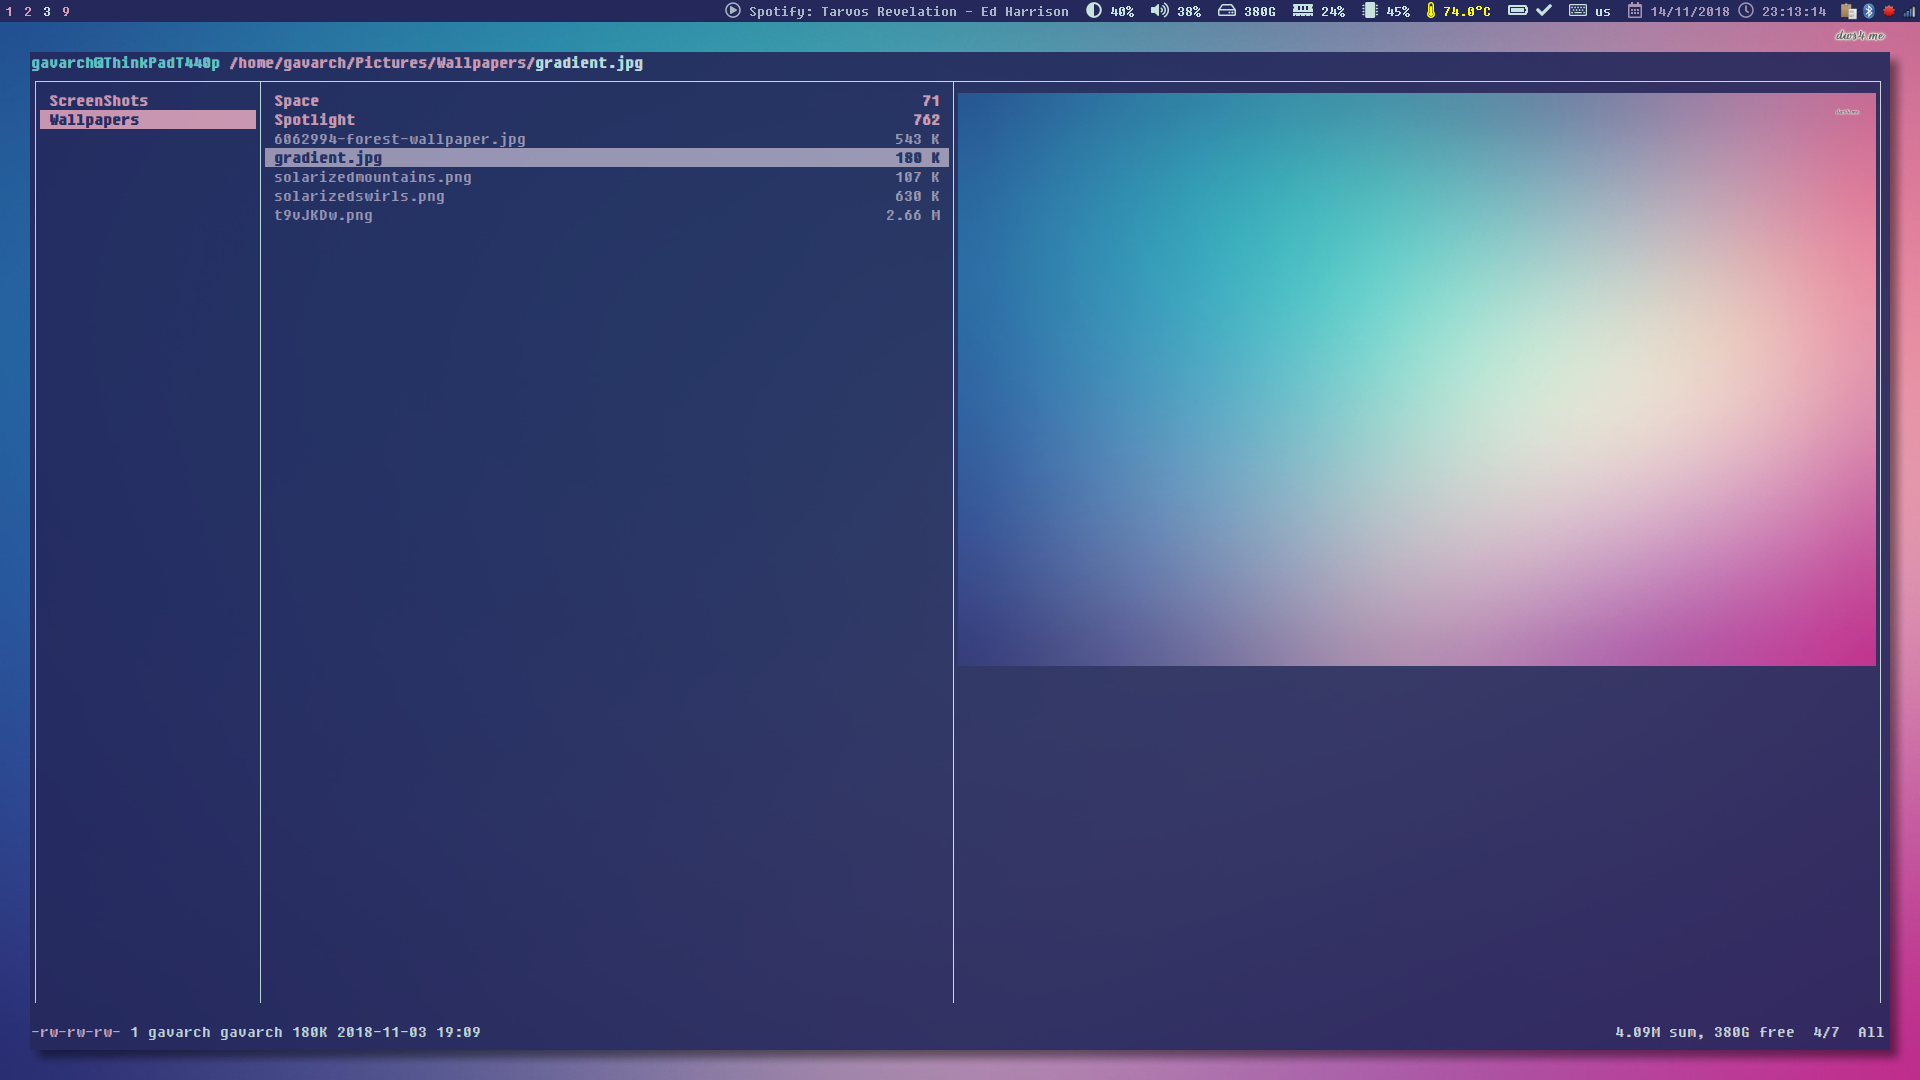 1 2 3 9 Spotify: Tarvos Revelation - Ed Harrison 40% 38% 380G 24% 45% 74.0°C us 14/11/2018 23:13:14
dws4.me
gavarch@ThinkPadT440p /home/gavarch/Pictures/Wallpapers/gradient.jpg
ScreenShots
Wallpapers
Space 71
Spotlight 762
6062994-forest-wallpaper.jpg 543 K
gradient.jpg 180 K
solarizedmountains.png 107 K
solarizedswirls.png 630 K
t9vJKDw.png 2.66 M
dws4.me
-rw-rw-rw- 1 gavarch gavarch 180K 2018-11-03 19:09 4.09M sum, 380G free 4/7 All